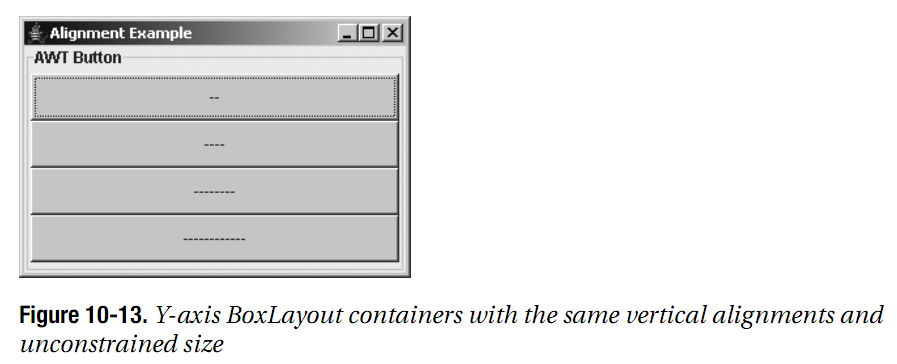 Alignment Example
AWT Button
--
----
--------
------------
Figure 10-13. Y-axis BoxLayout containers with the same vertical alignments and
unconstrained size